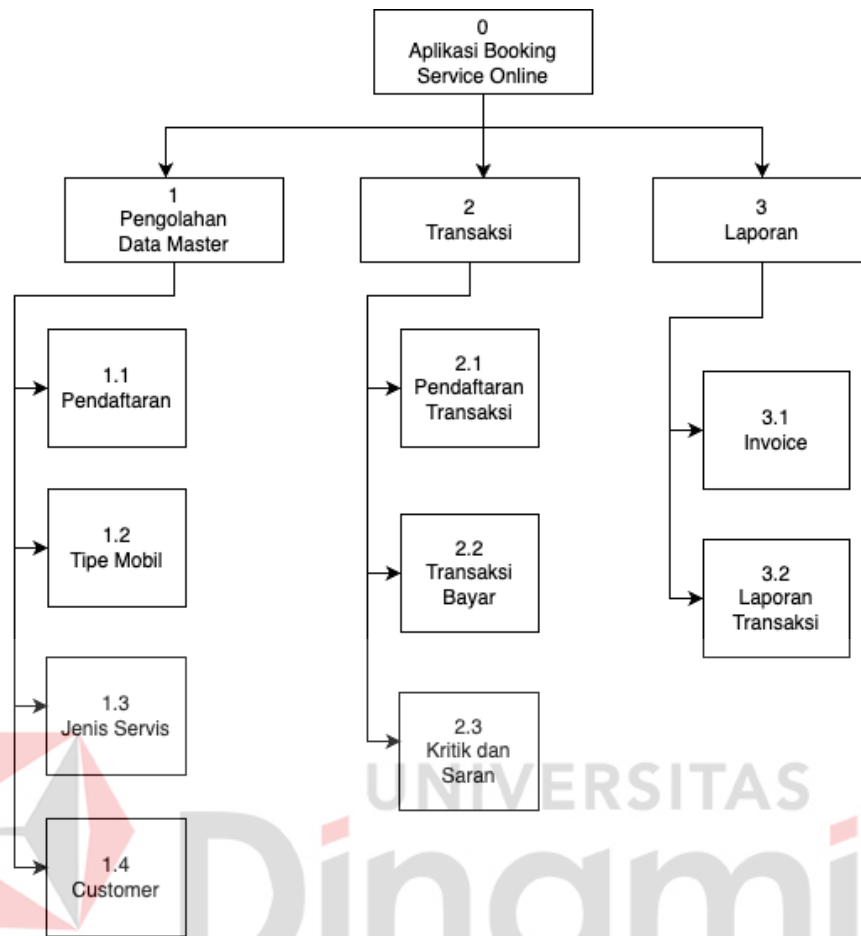 0
Aplikasi Booking
Service Online
1
Pengolahan
Data Master
2
Transaksi
3
Laporan
1.1
Pendaftaran
1.2
Tipe Mobil
1.3
Jenis Servis
1.4
Customer
2.1
Pendaftaran
Transaksi
2.2
Transaksi
Bayar
2.3
Kritik dan
Saran
3.1
Invoice
3.2
Laporan
Transaksi
UNIVERSITAS
Dinami